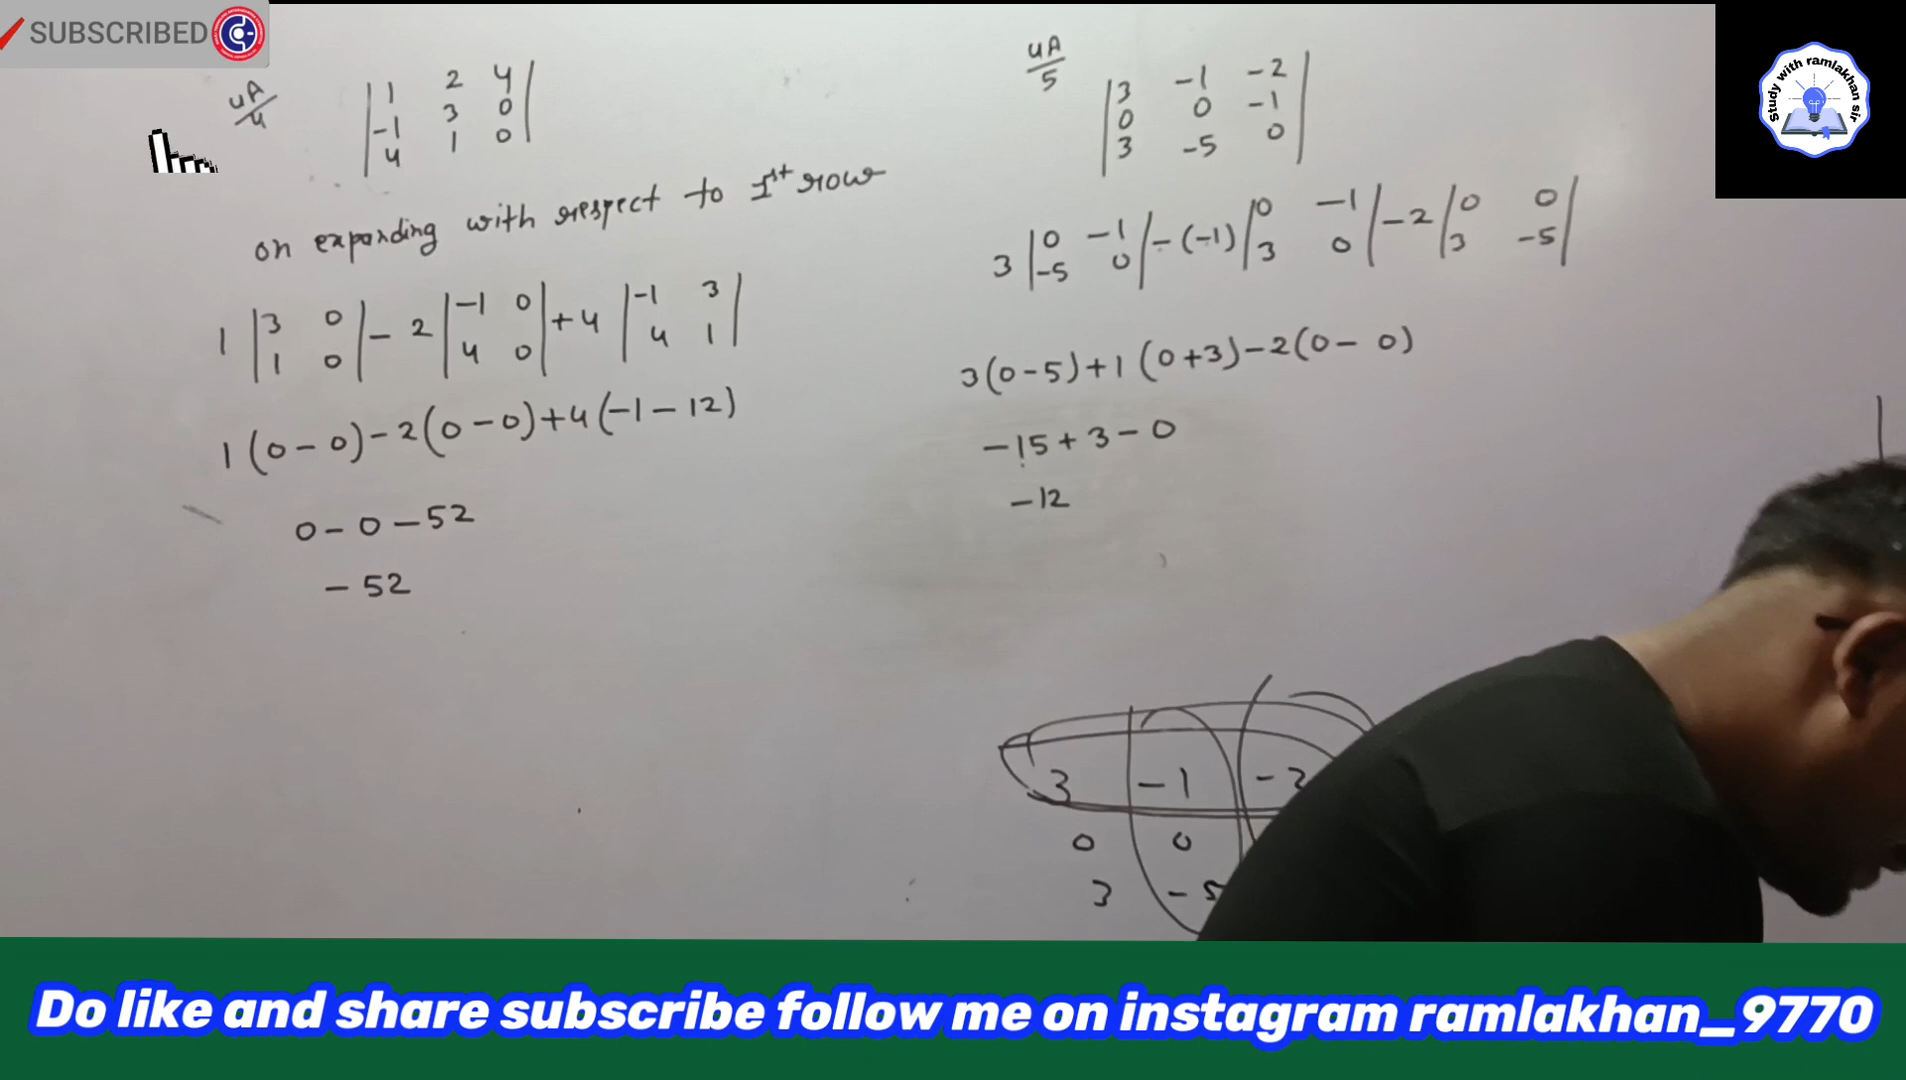 SUBSCRIBED
Study with ramlakhan sir
4A/4
| 1 2 4 |
| -1 3 0 |
| 4 1 0 |
on expanding with respect to 1st row
1 |3 0| - 2 |-1 0| + 4 |-1 3|
|1 0| |4 0| |4 1|
1(0-0)-2(0-0)+4(-1-12)
0-0-52
-52
4A/5
| 3 -1 -2 |
| 0 0 -1 |
| 3 -5 0 |
3 |0 -1| -(-1) |0 -1| -2 |0 0|
|-5 0| |3 0| |3 -5|
3(0-5)+1(0+3)-2(0-0)
-15+3-0
-12
3 -1 -2
0 0
3 -5
Do like and share subscribe follow me on instagram ramlakhan_9770